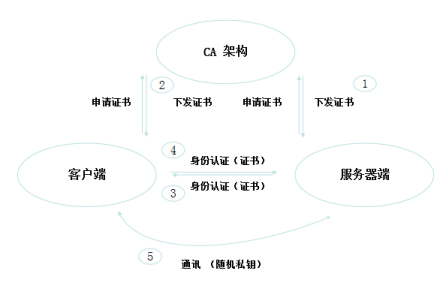 CA 架构
2
1
申请证书
下发证书
申请证书
下发证书
4
身份认证（证书）
客户端
服务器端
3
身份认证（证书）
5
通讯 （随机私钥）